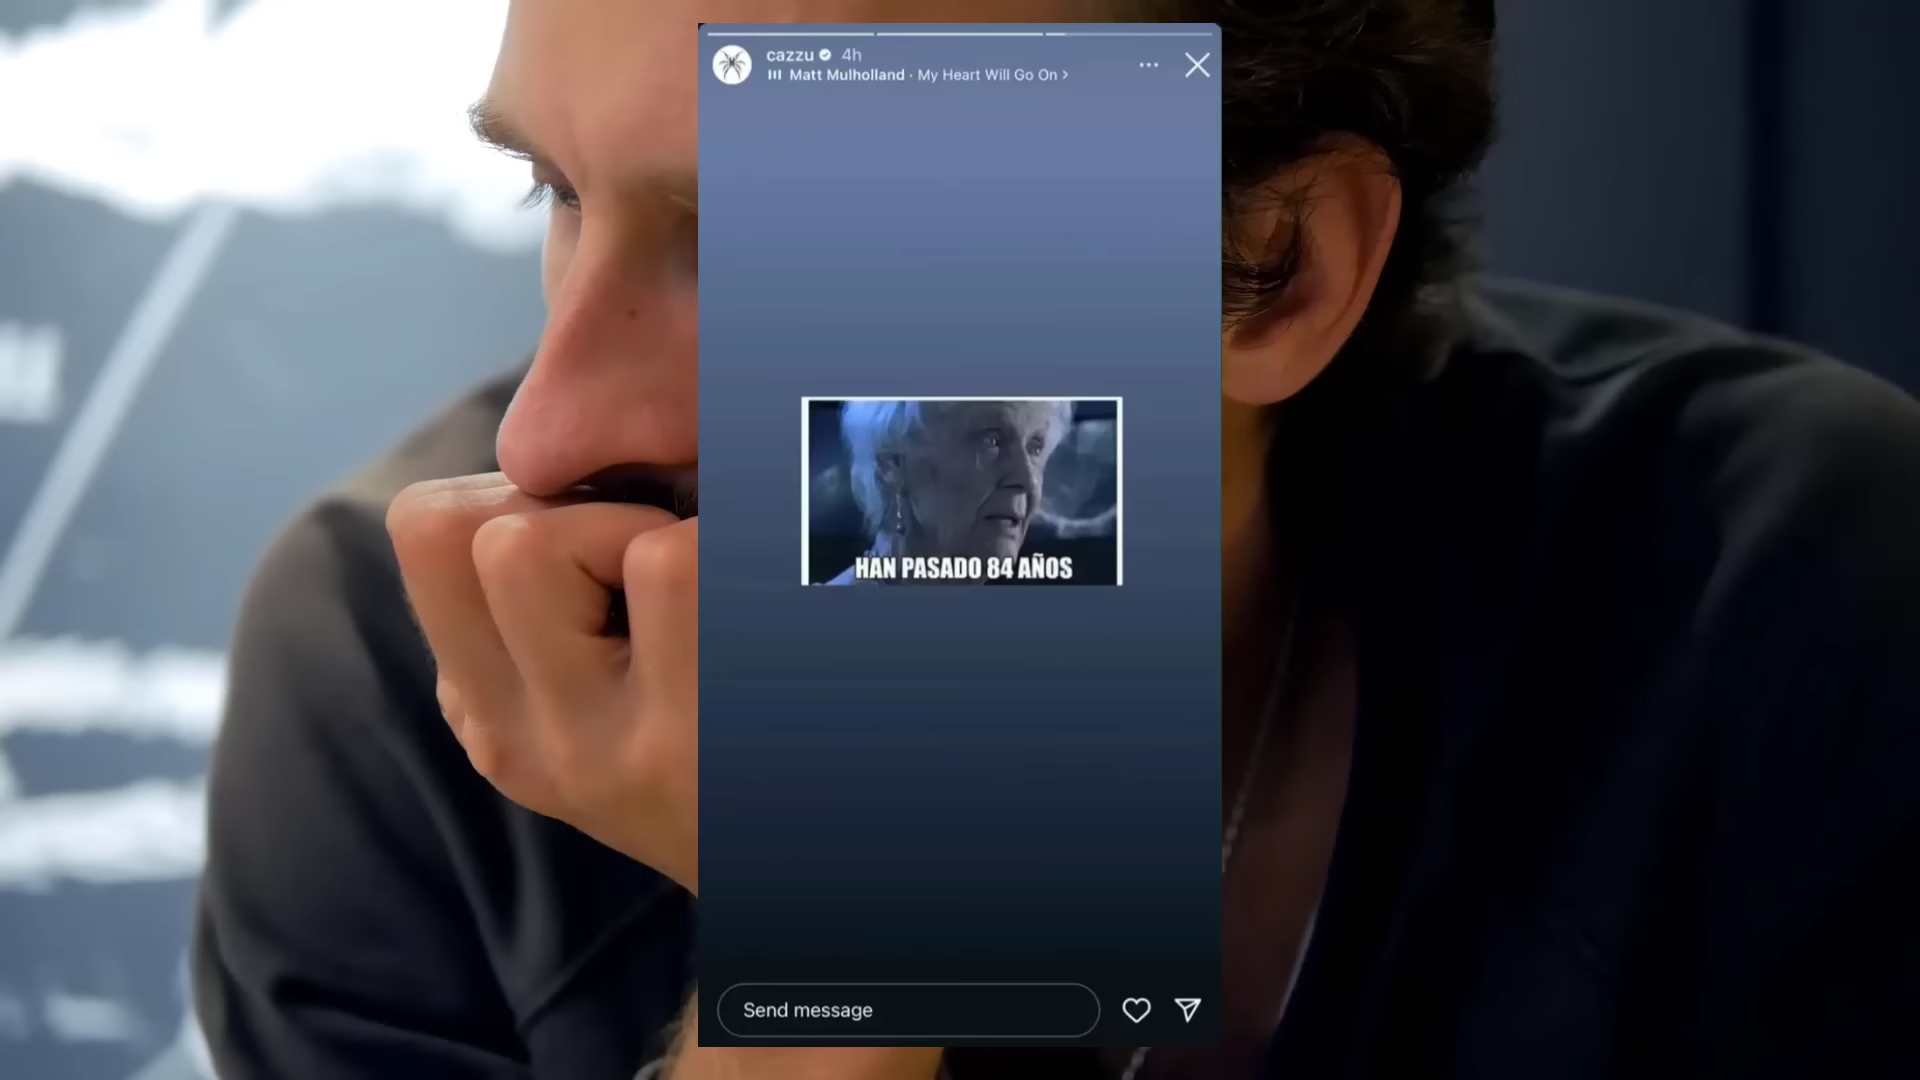 cazzu 4h
Matt Mulholland · My Heart Will Go On >
HAN PASADO 84 AÑOS
Send message